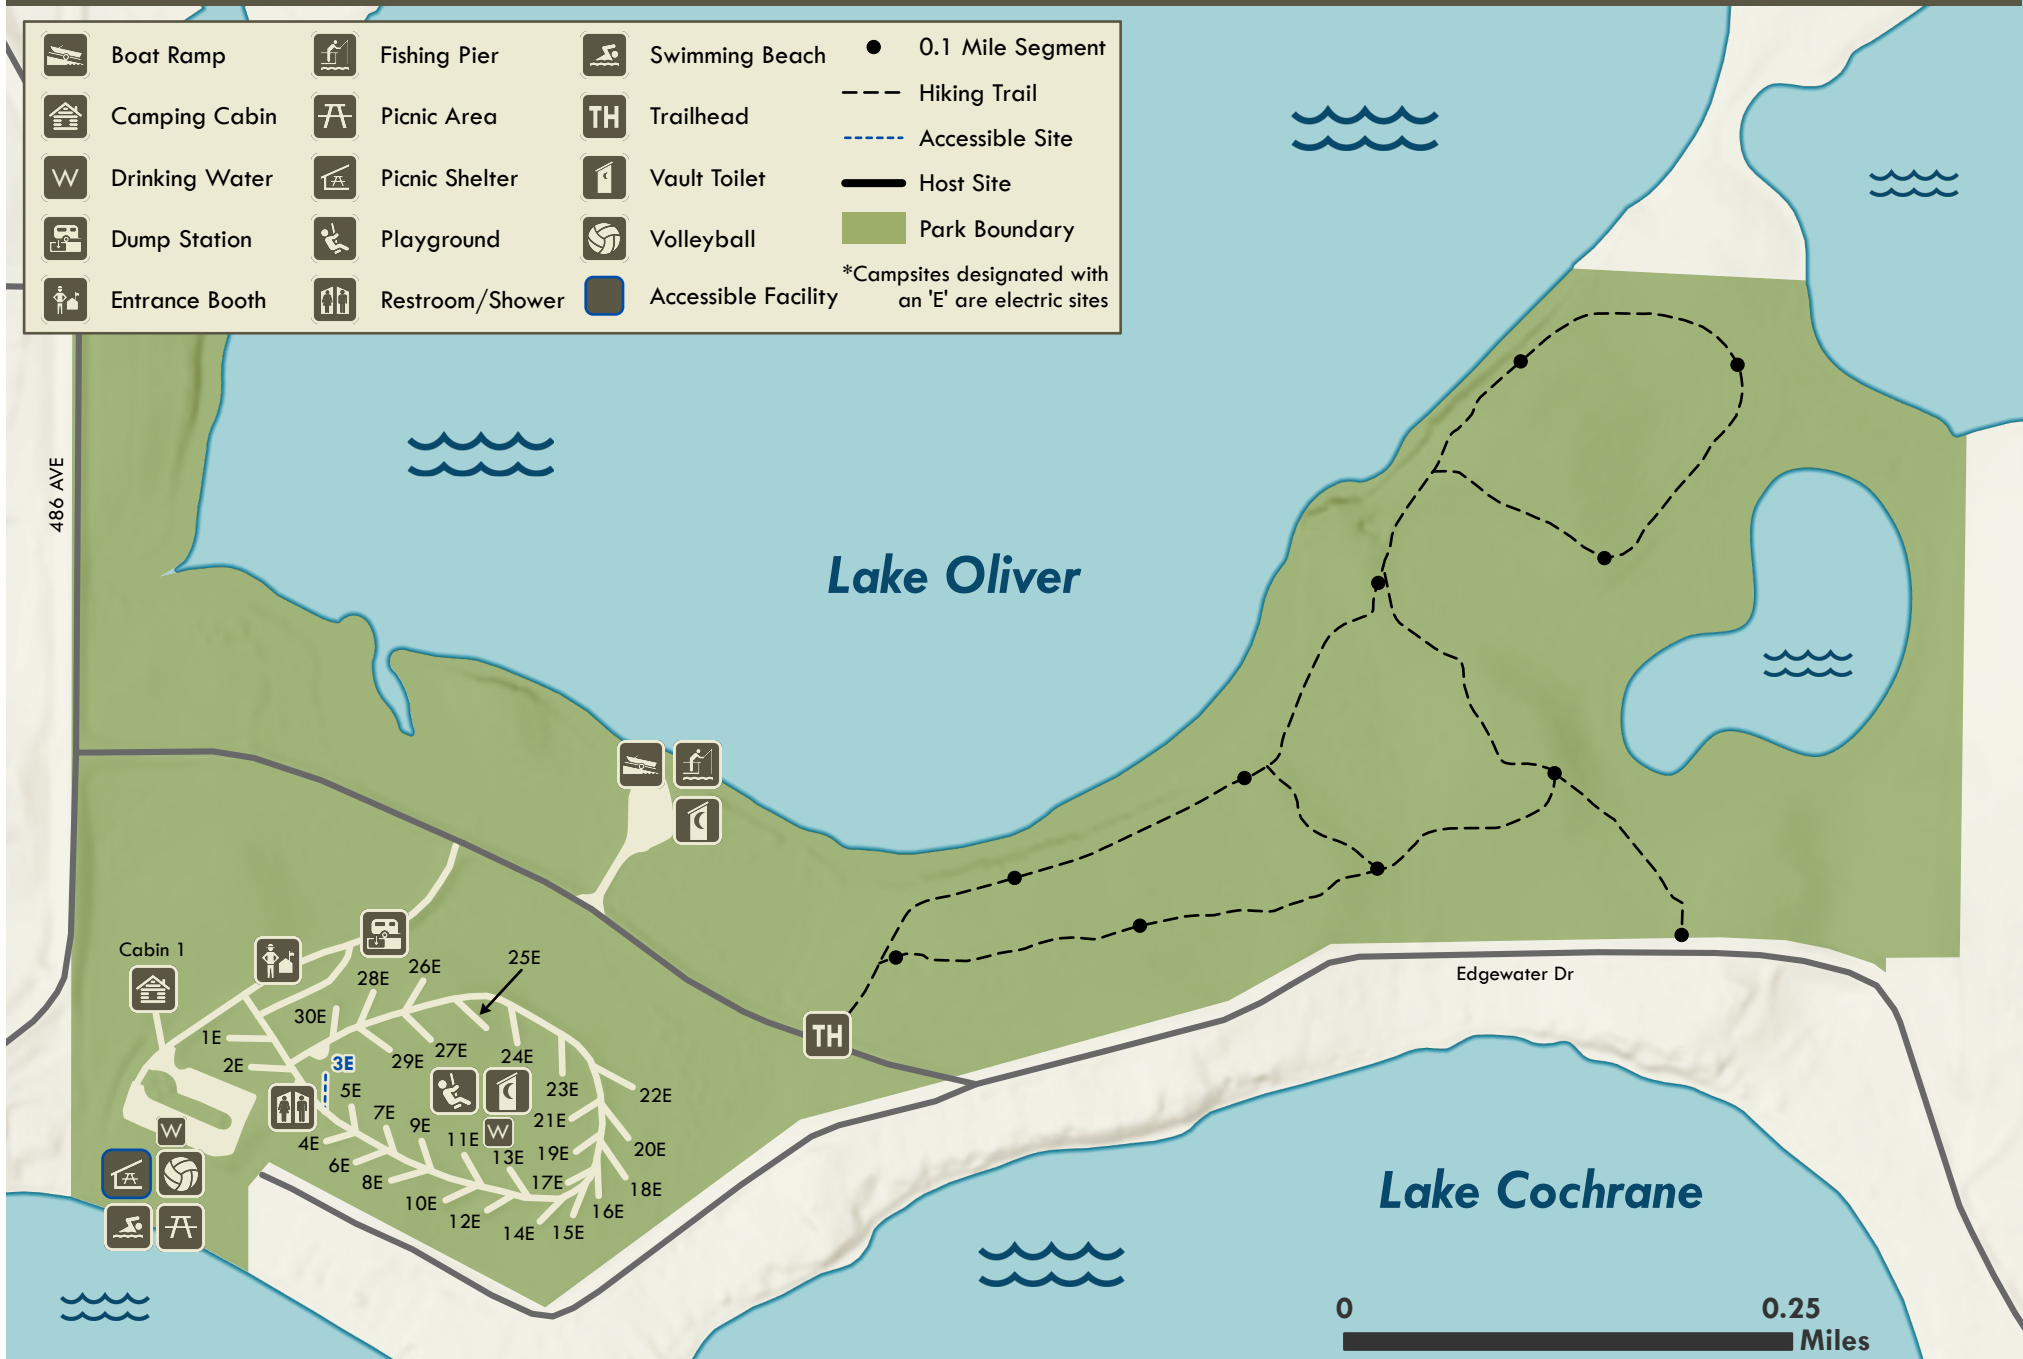 Boat Ramp
Camping Cabin
Drinking Water
Dump Station
Entrance Booth
Fishing Pier
Picnic Area
Picnic Shelter
Playground
Restroom/Shower
Swimming Beach
TH Trailhead
Vault Toilet
Volleyball
Accessible Facility
0.1 Mile Segment
Hiking Trail
Accessible Site
Host Site
Park Boundary
*Campsites designated with
an 'E' are electric sites
W
486 AVE
Lake Oliver
Cabin 1
25E
26E
28E
30E
1E
2E
3E
29E
27E
24E
5E
23E
22E
7E
9E
21E
4E
11E
W
20E
6E
13E
19E
8E
17E
18E
10E
12E
16E
14E
15E
W
TH
Edgewater Dr
Lake Cochrane
0
0.25
Miles